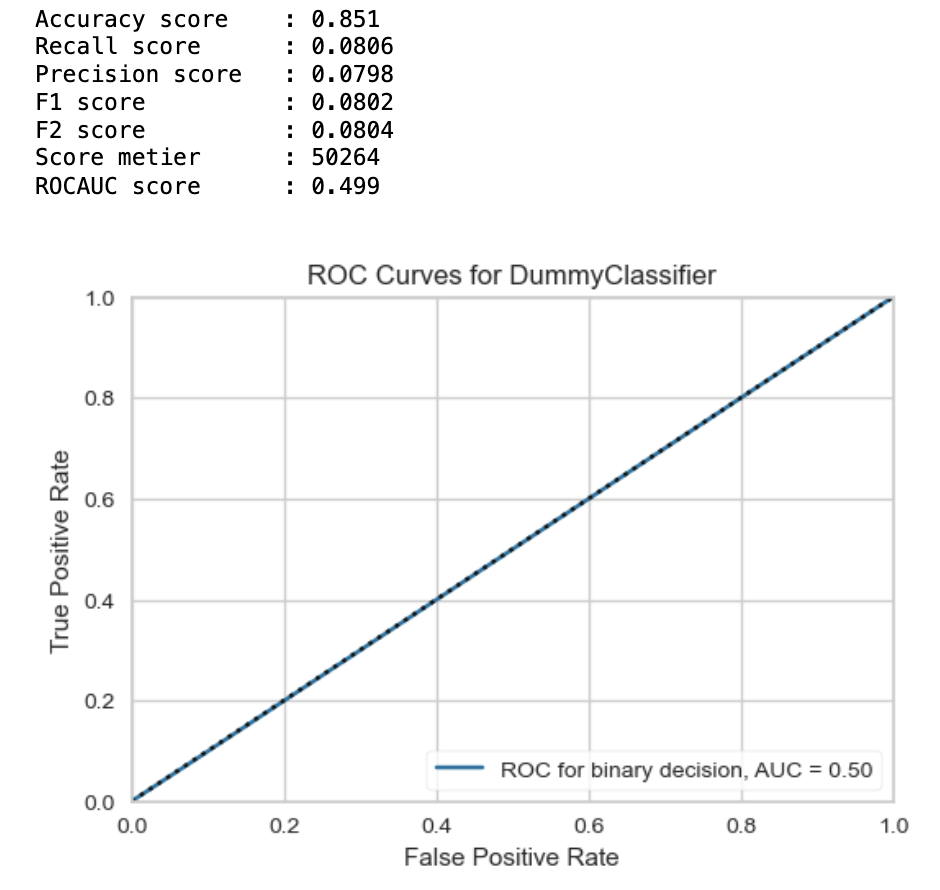 Accuracy score : 0.851
Recall score : 0.0806
Precision score : 0.0798
F1 score : 0.0802
F2 score : 0.0804
Score metier : 50264
ROCAUC score : 0.499
ROC Curves for DummyClassifier
1.0
0.8
0.6
0.4
0.2
0.0
True Positive Rate
ROC for binary decision, AUC = 0.50
0.0 0.2 0.4 0.6 0.8 1.0
False Positive Rate